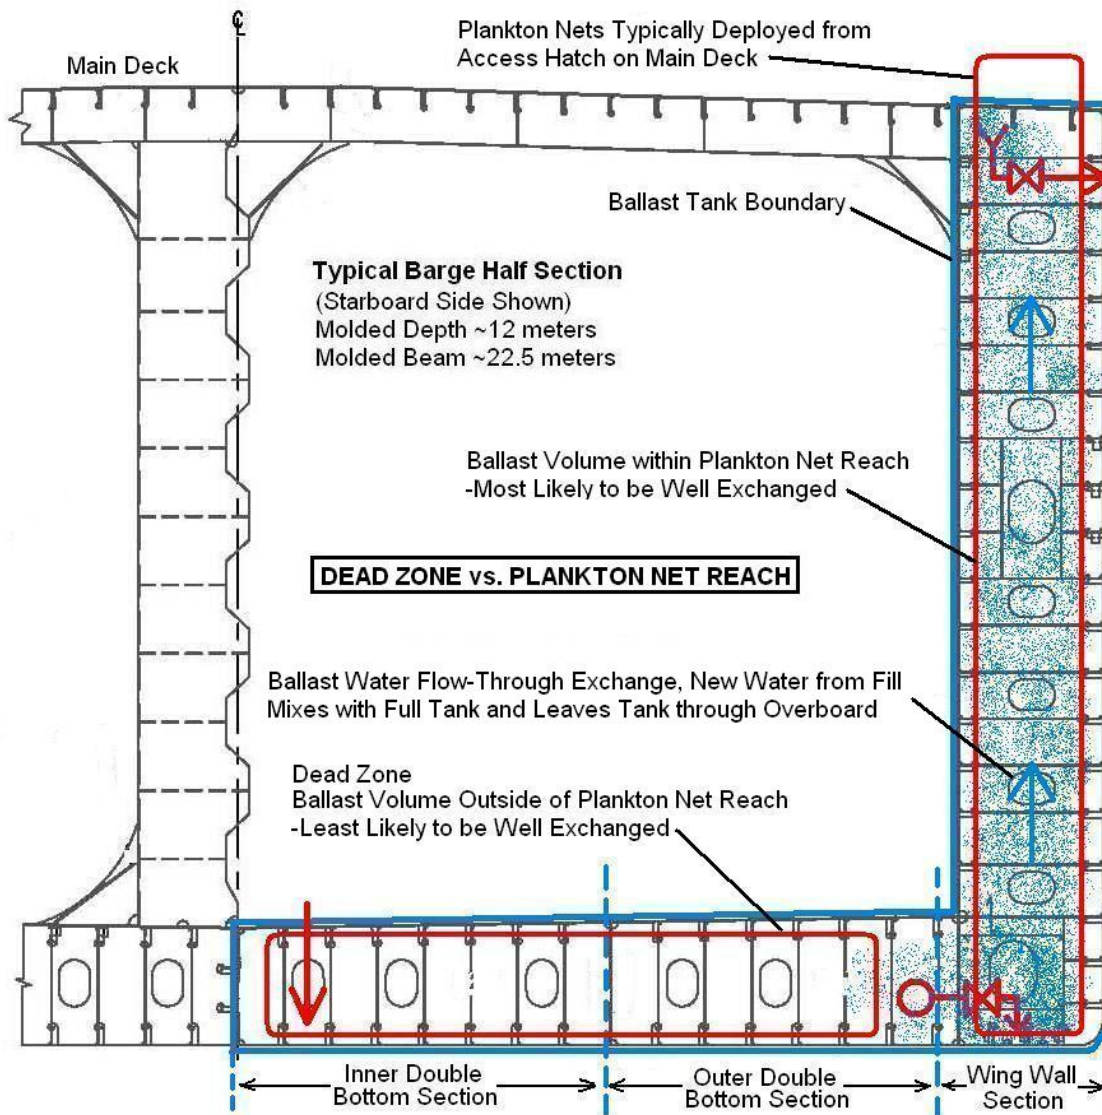 ℄
Plankton Nets Typically Deployed from
Access Hatch on Main Deck
Main Deck
Ballast Tank Boundary
Typical Barge Half Section
(Starboard Side Shown)
Molded Depth ~12 meters
Molded Beam ~22.5 meters
Ballast Volume within Plankton Net Reach
-Most Likely to be Well Exchanged
DEAD ZONE vs. PLANKTON NET REACH
Ballast Water Flow-Through Exchange, New Water from Fill
Mixes with Full Tank and Leaves Tank through Overboard
Dead Zone
Ballast Volume Outside of Plankton Net Reach
-Least Likely to be Well Exchanged
Inner Double
Bottom Section
Outer Double
Bottom Section
Wing Wall
Section